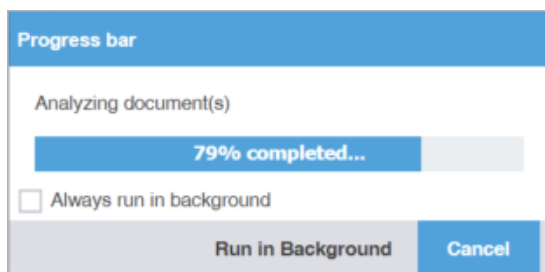 Progress bar
Analyzing document(s)
79% completed...
Always run in background
Run in Background Cancel